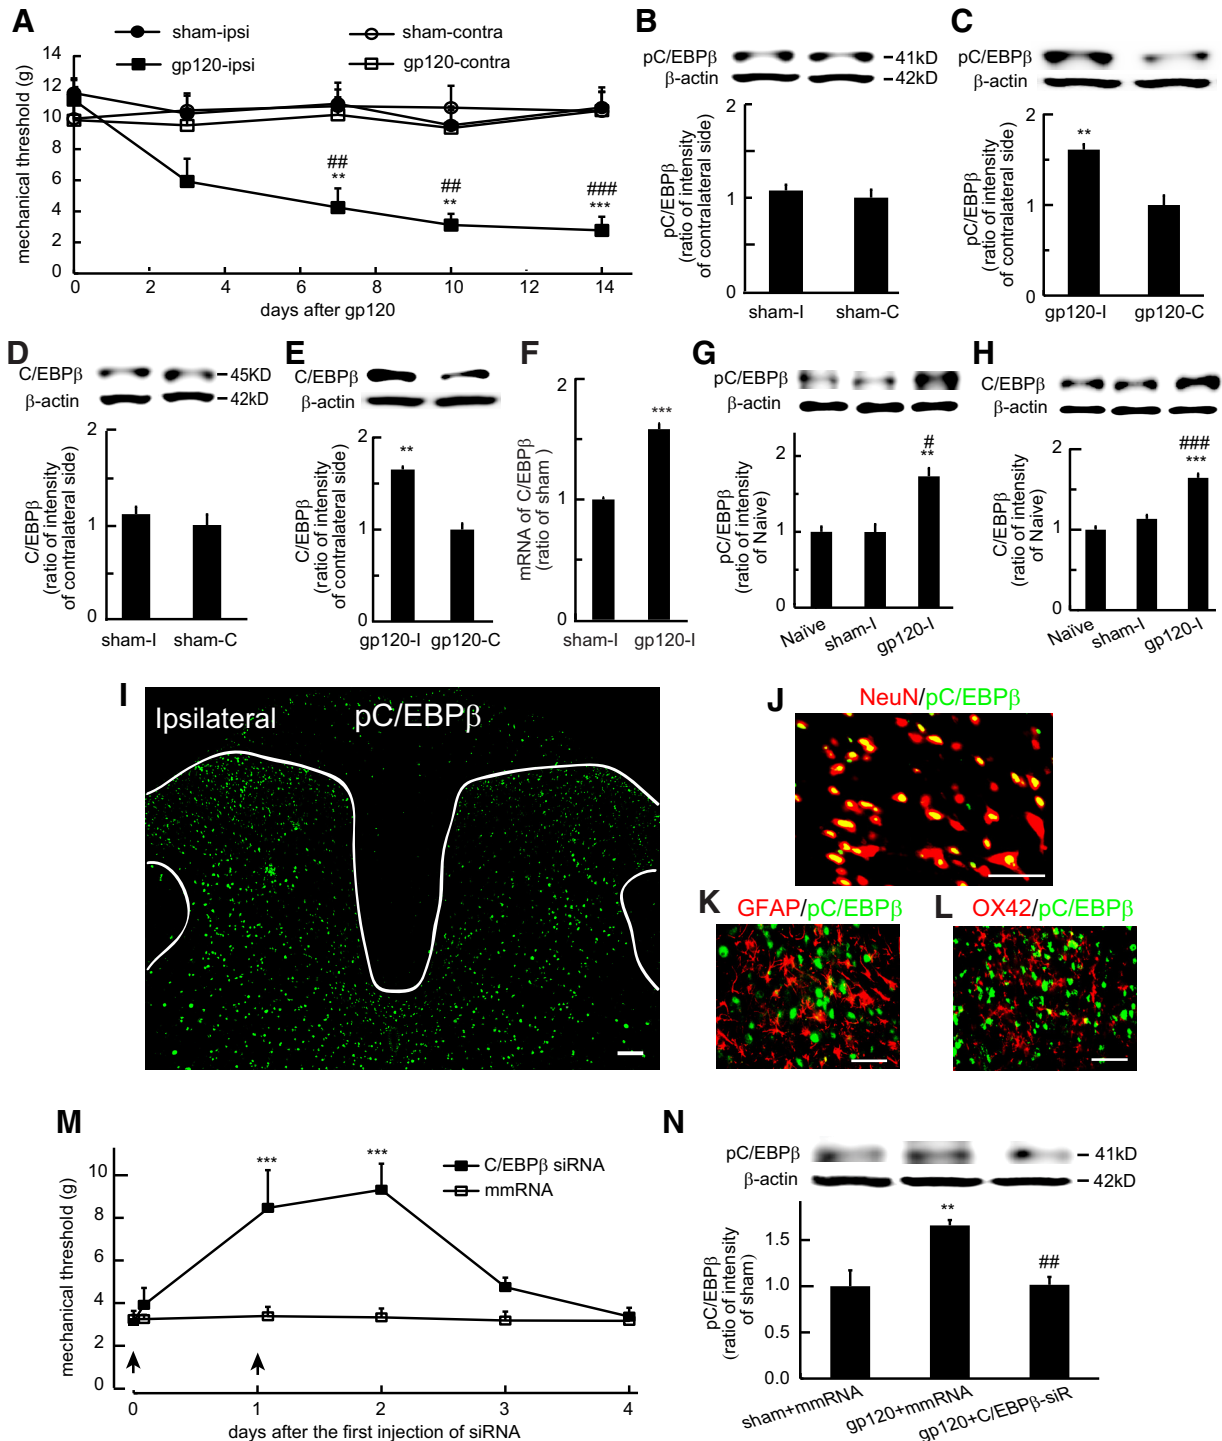 A
sham-ipsi
sham-contra
gp120-ipsi
gp120-contra
mechanical threshold (g)
14
12
10
8
6
4
2
0
## **
## **
### ***
0 2 4 6 8 10 12 14
days after gp120
B
pC/EBPβ
41kD
β-actin
42kD
pC/EBPβ
(ratio of intensity
of contralateral side)
2
1
0
sham-I sham-C
C
pC/EBPβ
β-actin
pC/EBPβ
(ratio of intensity
of contralateral side)
2
1
0
**
gp120-I gp120-C
D
C/EBPβ
45KD
β-actin
42kD
C/EBPβ
(ratio of intensity
of contralateral side)
2
1
0
sham-I sham-C
E
C/EBPβ
β-actin
C/EBPβ
(ratio of intensity
of contralateral side)
2
1
0
**
gp120-I gp120-C
F
mRNA of C/EBPβ
(ratio of sham )
2
1
0
***
sham-I gp120-I
G
pC/EBPβ
β-actin
pC/EBPβ
(ratio of intensity
of Naive)
2
1
0
#
**
Naïve sham-I gp120-I
H
C/EBPβ
β-actin
C/EBPβ
(ratio of intensity
of Naive)
2
1
0
###
***
Naïve sham-I gp120-I
I
Ipsilateral pC/EBPβ
J
NeuN/pC/EBPβ
K
GFAP/pC/EBPβ
L
OX42/pC/EBPβ
M
mechanical threshold (g)
10
8
6
4
2
0
***
***
C/EBPβ siRNA
mmRNA
0 1 2 3 4
days after the first injection of siRNA
N
pC/EBPβ
41kD
β-actin
42kD
pC/EBPβ
(ratio of intensity
of sham)
1.5
1.0
0.5
0.0
**
##
sham+mmRNA
gp120+mmRNA
gp120+C/EBPβ-siR